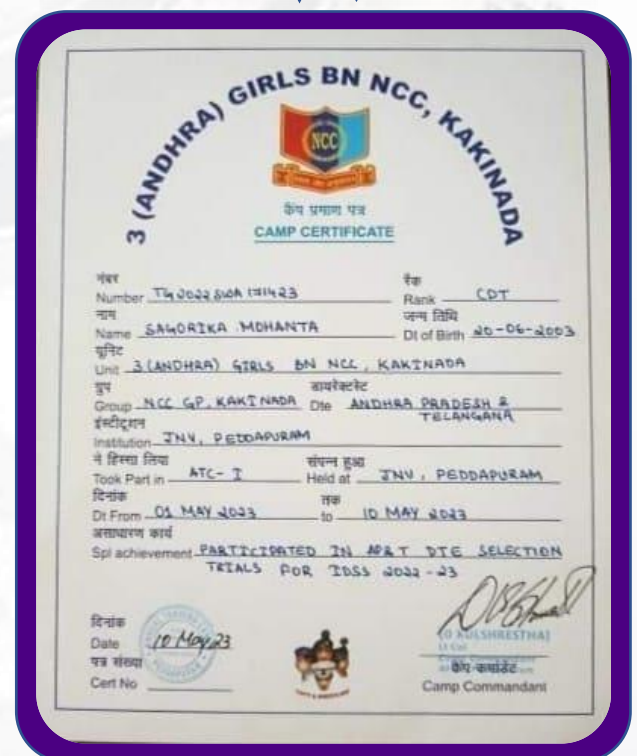 3 (ANDHRA) GIRLS BN NCC, KAKINADA
NCC
कैंप प्रमाण पत्र
CAMP CERTIFICATE
नंबर रैंक
Number Rank CDT
नाम जन्म तिथि
Name SAGORIKA MOHANTA Dt of Birth 20-06-2003
यूनिट
Unit 3 (ANDHRA) GIRLS BN NCC, KAKINADA
ग्रुप डायरेक्टरेट
Group NCC GP, KAKINADA Dte ANDHRA PRADESH &
TELANGANA
इंस्टीट्यूशन
Institution JNV, PEDDAPURAM
ने हिस्सा लिया संपन्न हुआ
Took Part in ATC- I Held at JNV, PEDDAPURAM
दिनांक तक
Dt From 01 MAY 2023 to 10 MAY 2023
असाधारण कार्य
Spl achievement PARTICIPATED IN AP&T DTE SELECTION
TRIALS FOR IDSS 2022-23
दिनांक
Date 10 May 23
(D KULSHRESTHA)
Lt Col
पत्र संख्या कैंप कमांडेंट
Cert No Camp Commandant